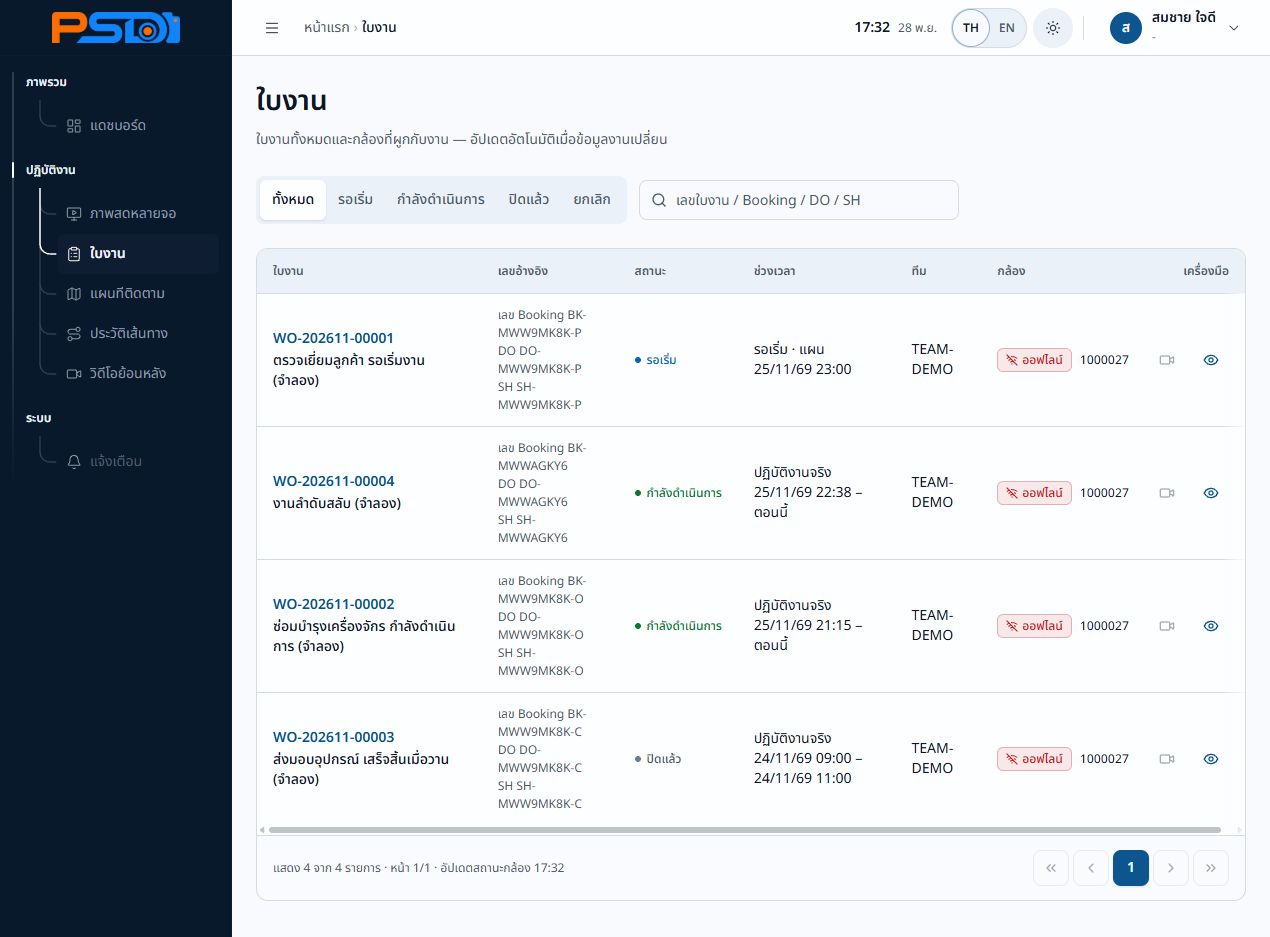 PSDI
หน้าแรก › ใบงาน
17:32 28 พ.ย.
TH EN
ส
สมชาย ใจดี
-
ภาพรวม
แดชบอร์ด
ปฏิบัติงาน
ภาพสดหลายจอ
ใบงาน
แผนที่ติดตาม
ประวัติเส้นทาง
วิดีโอย้อนหลัง
ระบบ
แจ้งเตือน
ใบงาน
ใบงานทั้งหมดและกล้องที่ผูกกับงาน — อัปเดตอัตโนมัติเมื่อข้อมูลงานเปลี่ยน
ทั้งหมด รอเริ่ม กำลังดำเนินการ ปิดแล้ว ยกเลิก
เลขใบงาน / Booking / DO / SH
ใบงาน เลขอ้างอิง สถานะ ช่วงเวลา ทีม กล้อง เครื่องมือ
WO-202611-00001
ตรวจเยี่ยมลูกค้า รอเริ่มงาน
(จำลอง)
เลข Booking BK-
MWW9MK8K-P
DO DO-
MWW9MK8K-P
SH SH-
MWW9MK8K-P
รอเริ่ม
รอเริ่ม · แผน
25/11/69 23:00
TEAM-
DEMO
ออฟไลน์ 1000027
WO-202611-00004
งานลำดับสลับ (จำลอง)
เลข Booking BK-
MWWAGKY6
DO DO-
MWWAGKY6
SH SH-
MWWAGKY6
กำลังดำเนินการ
ปฏิบัติงานจริง
25/11/69 22:38 –
ตอนนี้
TEAM-
DEMO
ออฟไลน์ 1000027
WO-202611-00002
ซ่อมบำรุงเครื่องจักร กำลังดำเนิน
การ (จำลอง)
เลข Booking BK-
MWW9MK8K-O
DO DO-
MWW9MK8K-O
SH SH-
MWW9MK8K-O
กำลังดำเนินการ
ปฏิบัติงานจริง
25/11/69 21:15 –
ตอนนี้
TEAM-
DEMO
ออฟไลน์ 1000027
WO-202611-00003
ส่งมอบอุปกรณ์ เสร็จสิ้นเมื่อวาน
(จำลอง)
เลข Booking BK-
MWW9MK8K-C
DO DO-
MWW9MK8K-C
SH SH-
MWW9MK8K-C
ปิดแล้ว
ปฏิบัติงานจริง
24/11/69 09:00 –
24/11/69 11:00
TEAM-
DEMO
ออฟไลน์ 1000027
แสดง 4 จาก 4 รายการ · หน้า 1/1 · อัปเดตสถานะกล้อง 17:32
« ‹ 1 › »